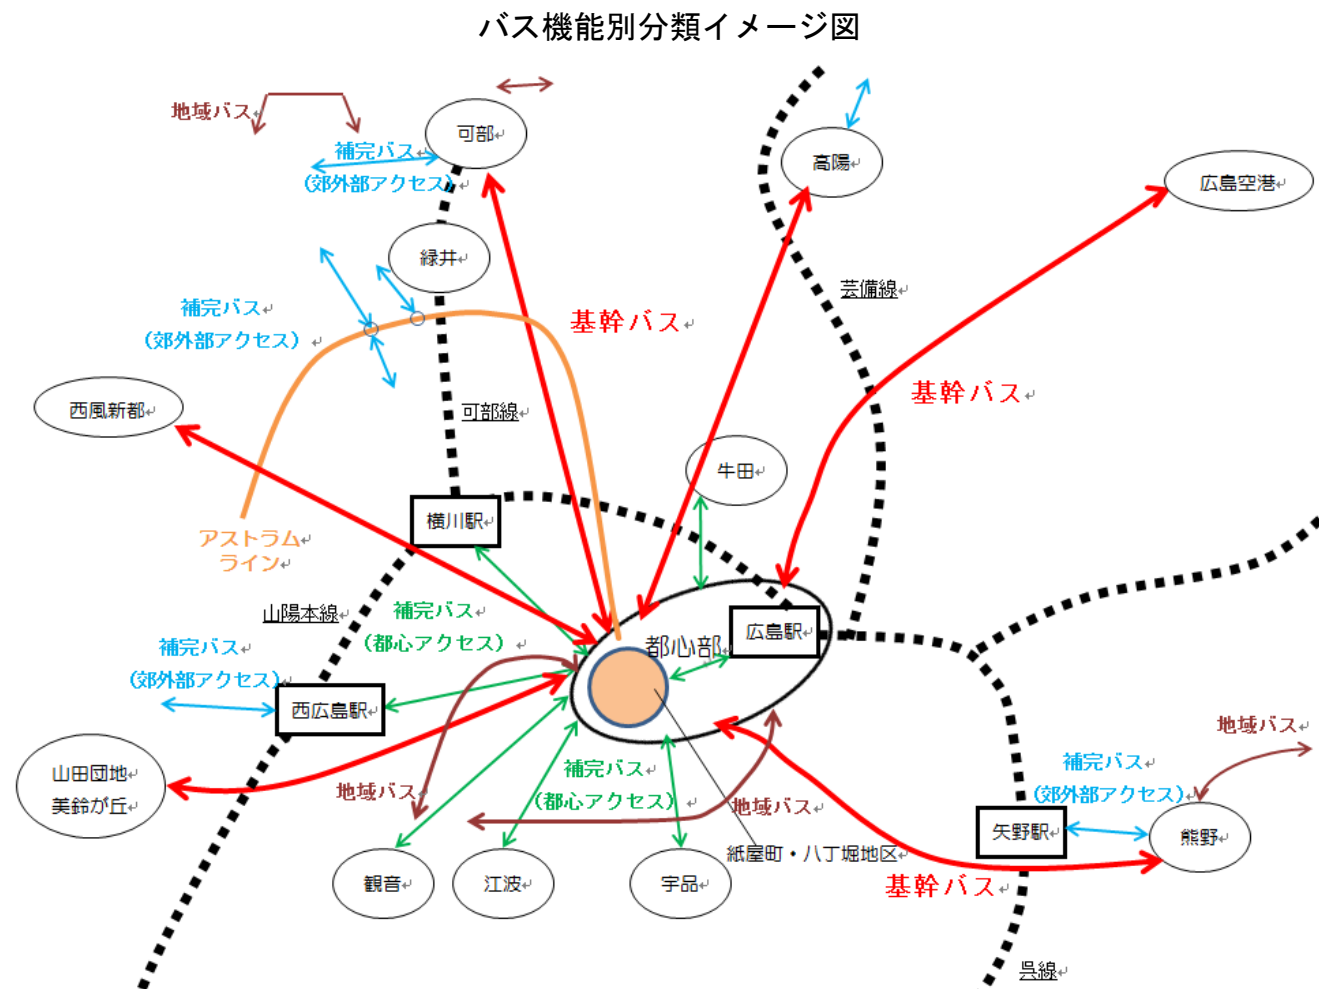 バス機能別分類イメージ図
地域バス
可部
補完バス
(郊外部アクセス)
高陽
広島空港
緑井
芸備線
補完バス
(郊外部アクセス)
基幹バス
基幹バス
西風新都
可部線
牛田
横川駅
アストラム
ライン
山陽本線
補完バス
(都心アクセス)
都心部
広島駅
補完バス
(郊外部アクセス)
西広島駅
山田団地
美鈴が丘
地域バス
補完バス
(都心アクセス)
地域バス
地域バス
補完バス
(郊外部アクセス)
矢野駅
熊野
紙屋町・八丁堀地区
観音
江波
宇品
基幹バス
呉線